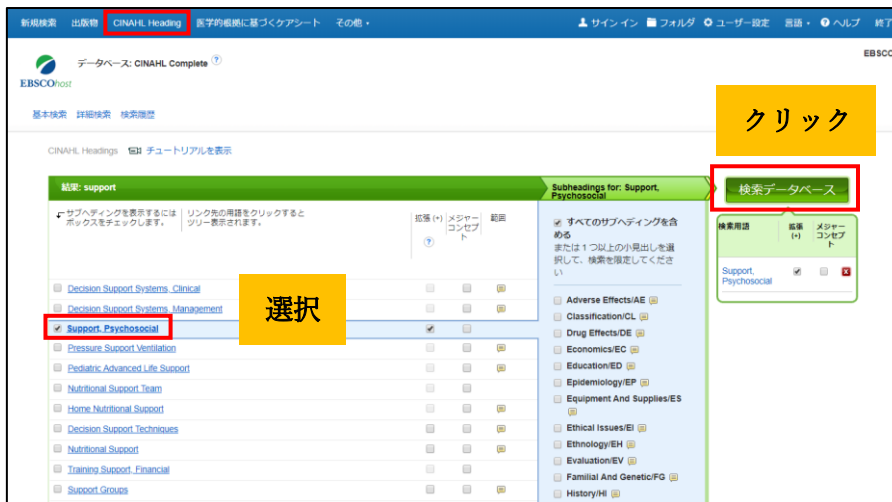 新規検索 出版物 CINAHL Heading 医学的根拠に基づくケアシート その他 サイン イン フォルダ ユーザー設定 言語 ヘルプ 終了
データベース: CINAHL Complete
EBSCO
EBSCOhost
基本検索 詳細検索 検索履歴
クリック
CINAHL Headings チュートリアルを表示
結果: support
Subheadings for: Support, Psychosocial
検索データベース
サブヘディングを表示するにはボックスをチェックします。
リンク先の用語をクリックするとツリー表示されます。
拡張 (+)
メジャーコンセプト
範囲
すべてのサブヘディングを含める
または1つ以上の小見出しを選択して、検索を限定してください
検索用語
拡張 (+)
メジャーコンセプト
Support, Psychosocial
Decision Support Systems, Clinical
Decision Support Systems, Management
選択
Support, Psychosocial
Pressure Support Ventilation
Pediatric Advanced Life Support
Nutritional Support Team
Home Nutritional Support
Decision Support Techniques
Nutritional Support
Training Support, Financial
Support Groups
Adverse Effects/AE
Classification/CL
Drug Effects/DE
Economics/EC
Education/ED
Epidemiology/EP
Equipment And Supplies/ES
Ethical Issues/EI
Ethnology/EH
Evaluation/EV
Familial And Genetic/FG
History/HI